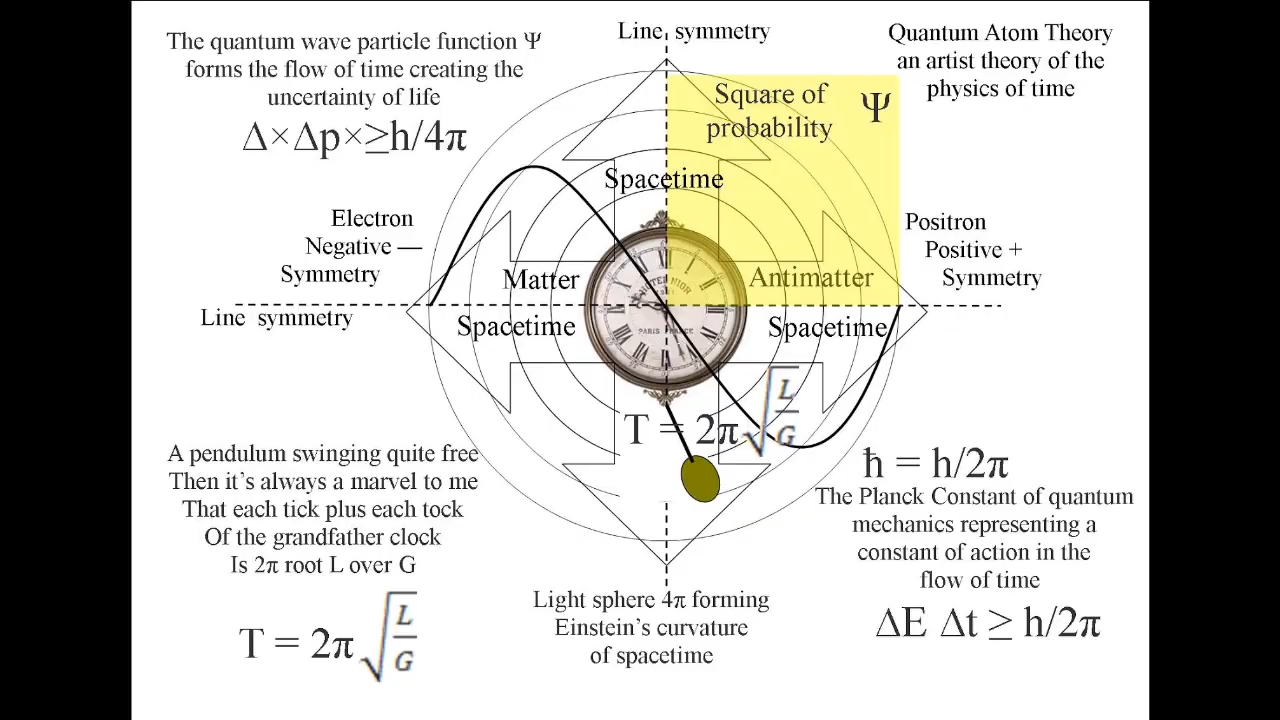 The quantum wave particle function Ψ
forms the flow of time creating the
uncertainty of life
Δ×Δp×≥h/4π
Line symmetry
Quantum Atom Theory
an artist theory of the
physics of time
Square of
probability
Ψ
Spacetime
Electron
Negative —
Symmetry
Positron
Positive +
Symmetry
Matter
Antimatter
Line symmetry
Spacetime
Spacetime
PARIS FRANCE
T = 2π√L/G
A pendulum swinging quite free
Then it's always a marvel to me
That each tick plus each tock
Of the grandfather clock
Is 2π root L over G
T = 2π√L/G
ħ = h/2π
The Planck Constant of quantum
mechanics representing a
constant of action in the
flow of time
ΔE Δt ≥ h/2π
Light sphere 4π forming
Einstein's curvature
of spacetime